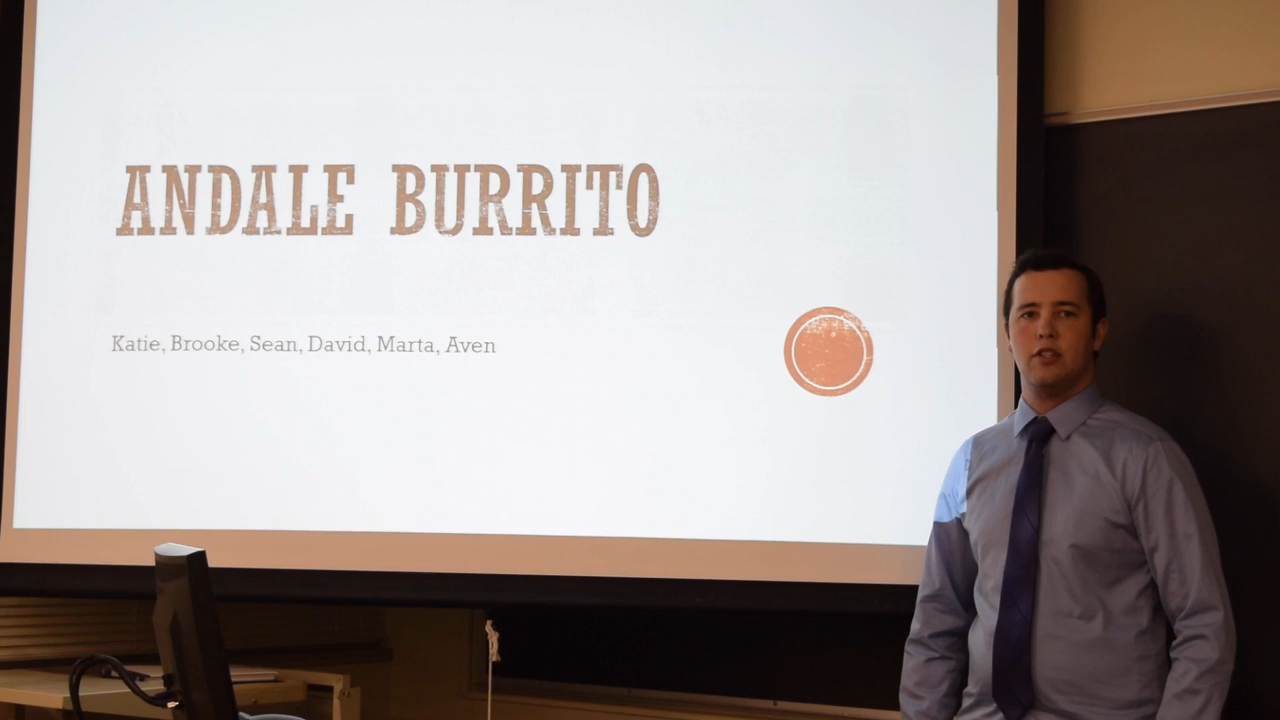 ANDALE BURRITO
Katie, Brooke, Sean, David, Marta, Aven